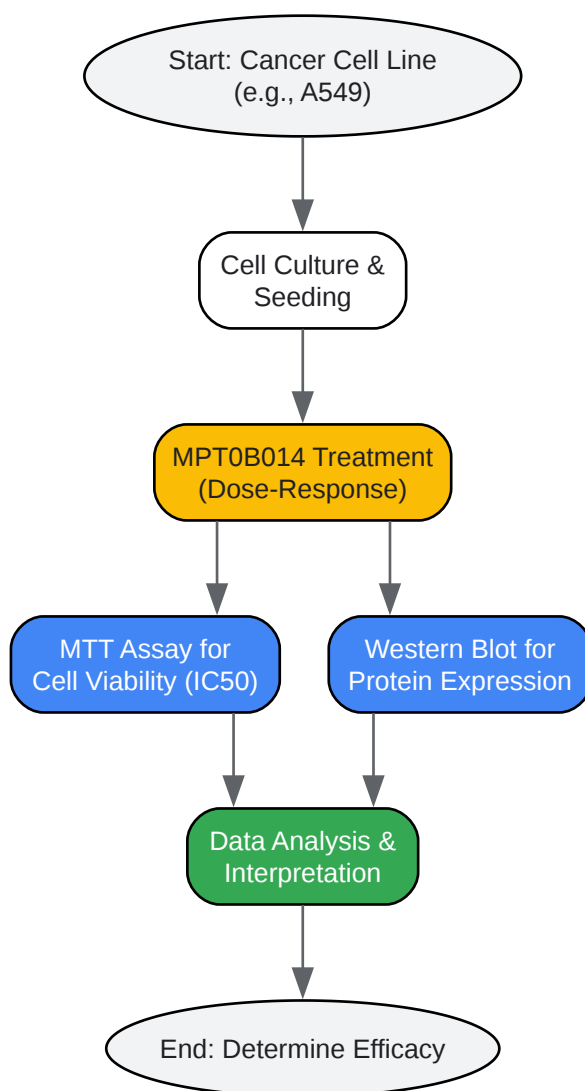 Start: Cancer Cell Line
(e.g., A549)
Cell Culture &
Seeding
MPT0B014 Treatment
(Dose-Response)
MTT Assay for
Cell Viability (IC50)
Western Blot for
Protein Expression
Data Analysis &
Interpretation
End: Determine Efficacy